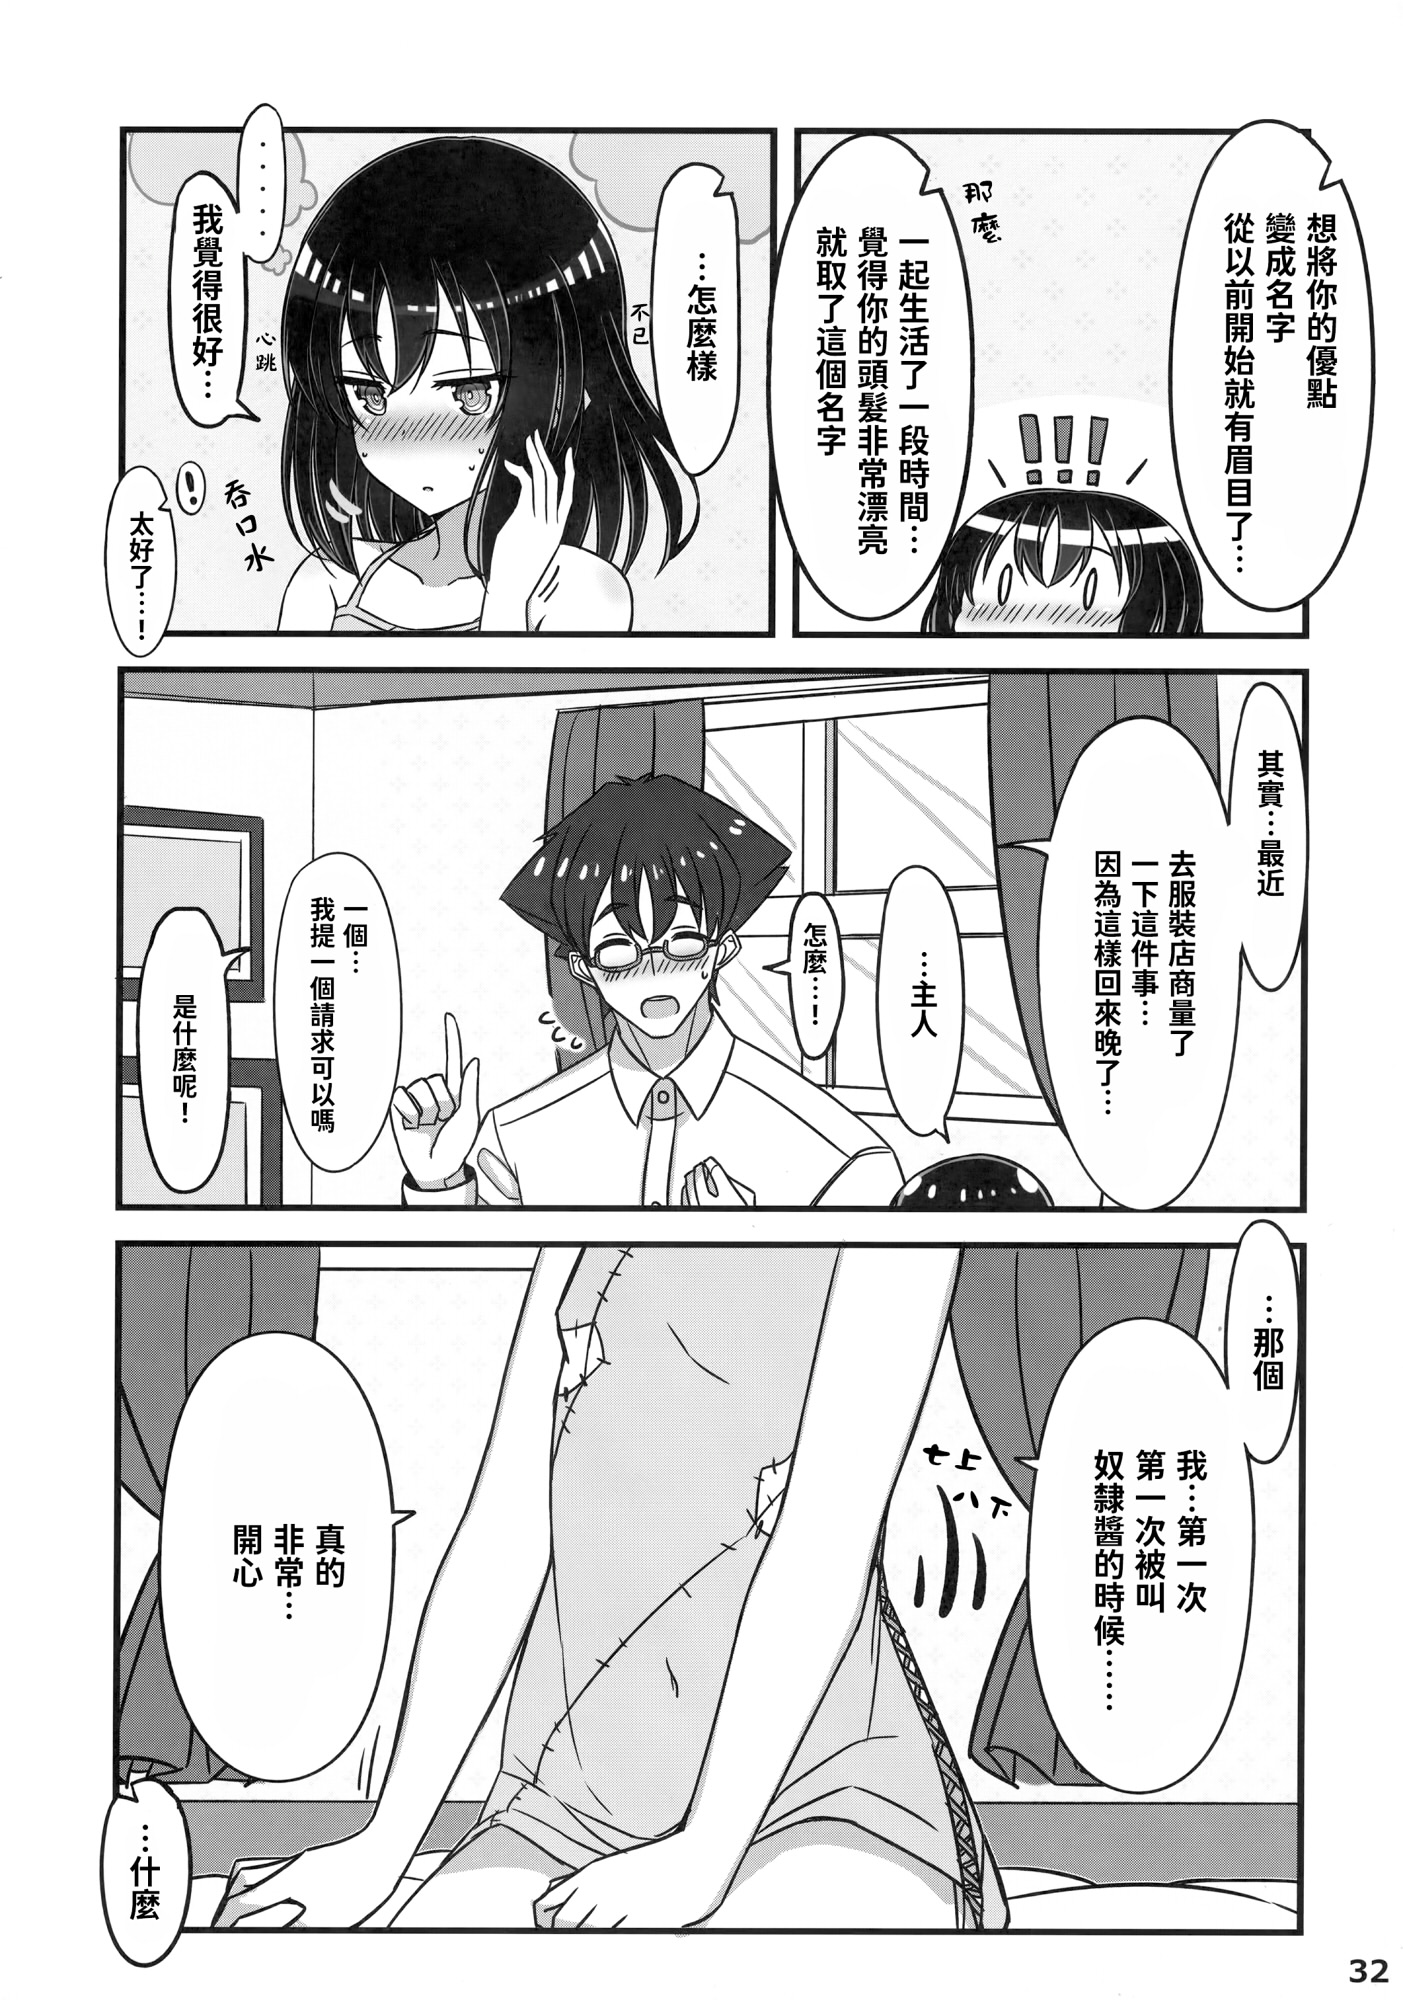 想將你的優點
變成名字
從以前開始就有眉目了…
那麼
一起生活了一段時間…
覺得你的頭髮非常漂亮
就取了這個名字
!!!
…怎麼樣
不已
心跳
……
我覺得很好…
!
吞口水
太好了……!
其實…最近
去服裝店商量了
一下這件事…
因為這樣回來晚了…
…主人
怎麼…!
一個…
我提一個請求可以嗎
是什麼呢!
…那個
我…第一次
第一次被叫
奴隸醬的時候……
七上
八下
真的
非常…
開心
…什麼
32